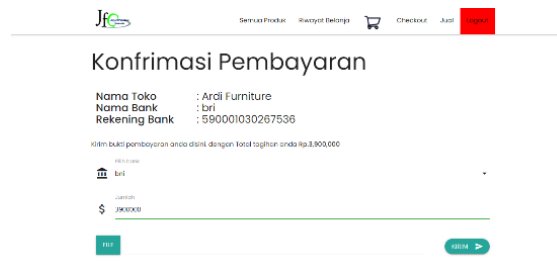 Semua Produk Riwayat Belanja Checkout Jual Logout
Konfrimasi Pembayaran
Nama Toko : Ardi Furniture
Nama Bank : bri
Rekening Bank : 590001030267536
Kirim bukti pembayaran anda disini dengan Total tagihan anda Rp.3,900,000
bri
Jumlah
$ 3900000
FILE
KIRIM